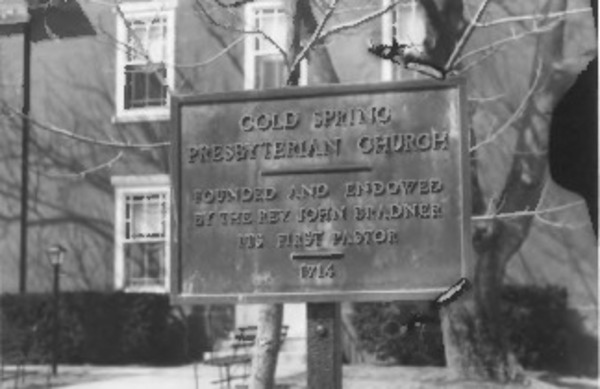 COLD SPRING
PRESBYTERIAN CHURCH
FOUNDED AND ENDOWED
BY THE REV. JOHN BRADNER
ITS FIRST PASTOR
1714